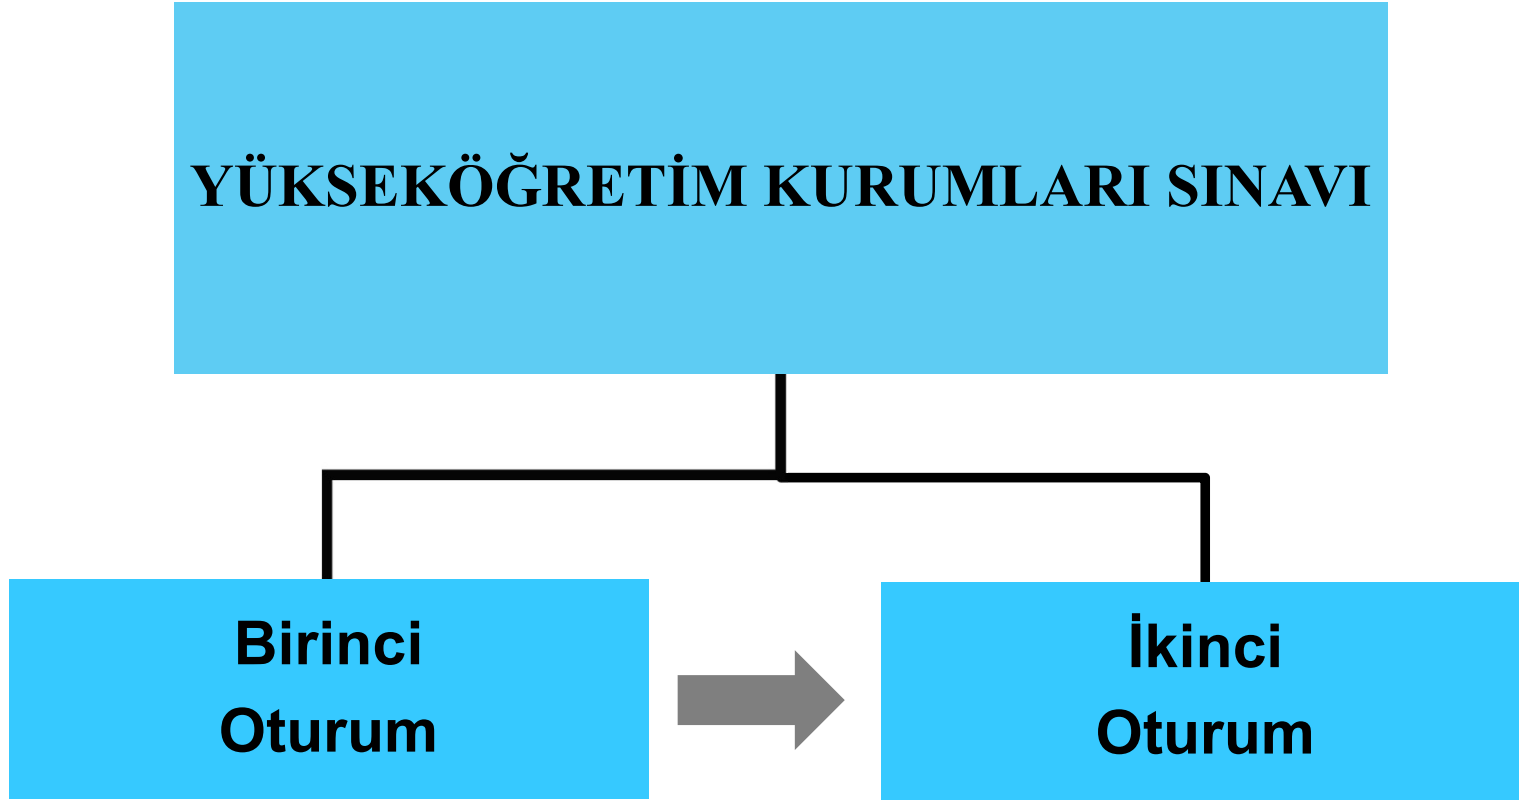 YÜKSEKÖĞRETİM KURUMLARI SINAVI
Birinci
Oturum
İkinci
Oturum